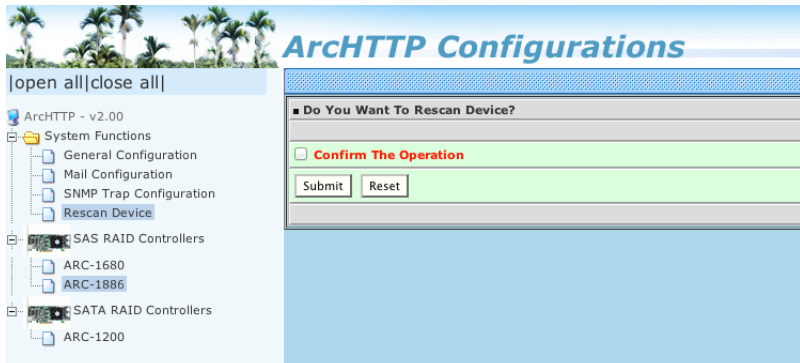 ArcHTTP Configurations
|open all|close all|
ArcHTTP - v2.00
System Functions
General Configuration
Mail Configuration
SNMP Trap Configuration
Rescan Device
SAS RAID Controllers
ARC-1680
ARC-1886
SATA RAID Controllers
ARC-1200
Do You Want To Rescan Device?
Confirm The Operation
Submit Reset